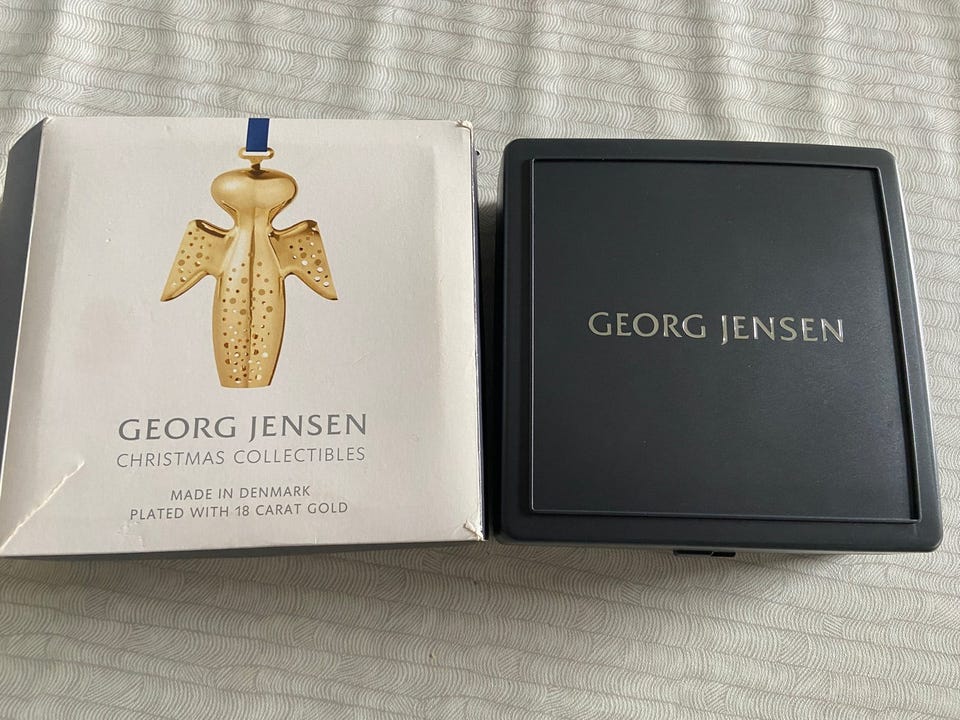 GEORG JENSEN
CHRISTMAS COLLECTIBLES
MADE IN DENMARK
PLATED WITH 18 CARAT GOLD
GEORG JENSEN